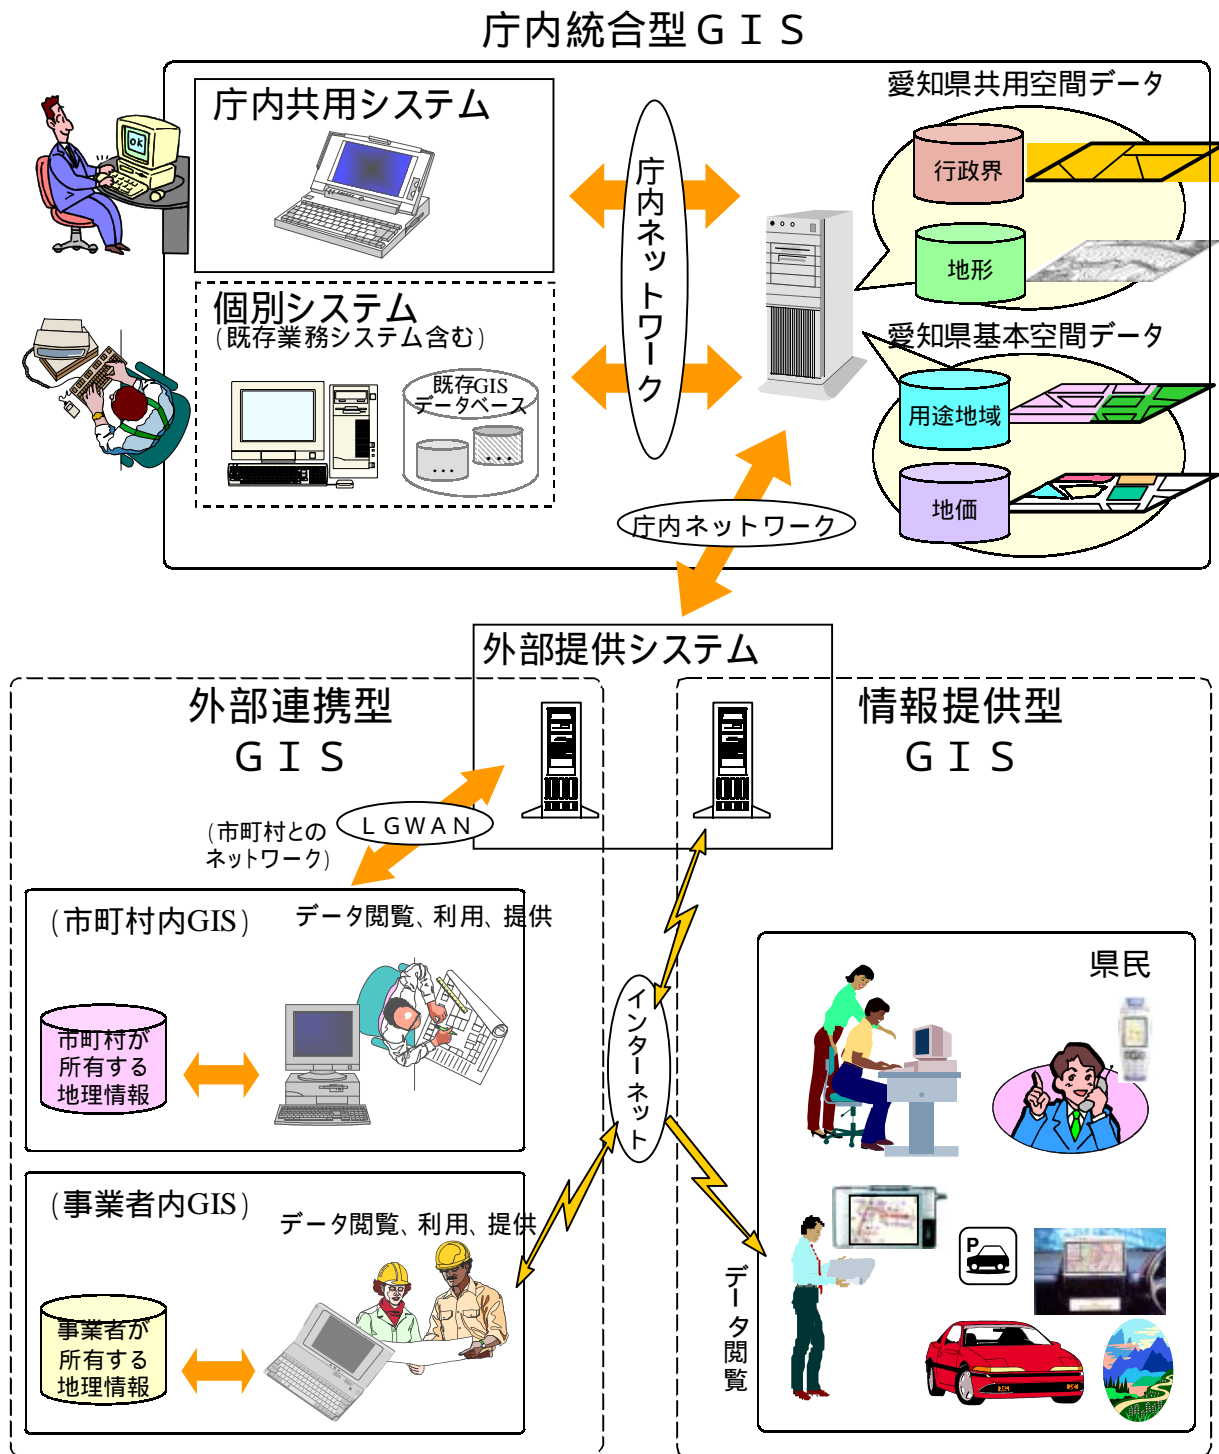 庁内統合型ＧＩＳ
庁内共用システム
愛知県共用空間データ
ok
行政界
庁内ネットワーク
地形
個別システム
(既存業務システム含む)
愛知県基本空間データ
既存GIS
データベース
用途地域
地価
庁内ネットワーク
外部提供システム
外部連携型
ＧＩＳ
情報提供型
ＧＩＳ
ＬＧＷＡＮ
(市町村との
ネットワーク)
(市町村内GIS)
データ閲覧、利用、提供
県民
インターネット
市町村が
所有する
地理情報
(事業者内GIS)
データ閲覧、利用、提供
P
データ閲覧
事業者が
所有する
地理情報